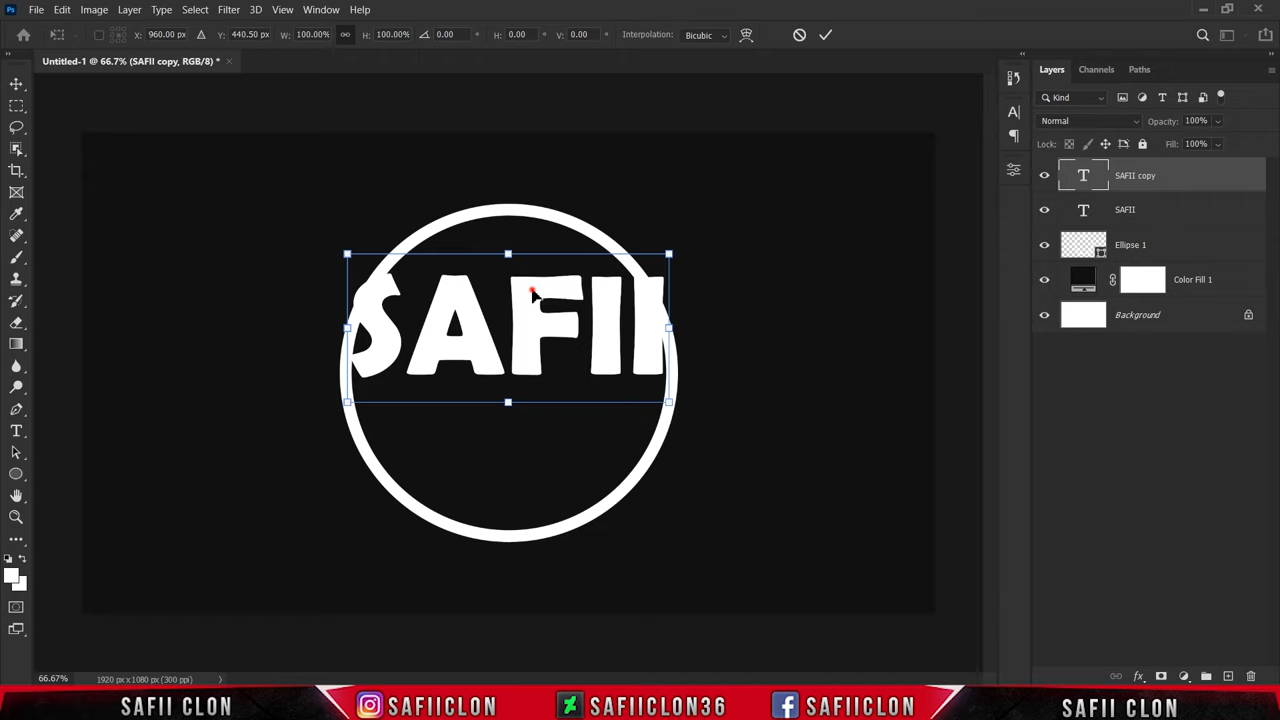 Ps File Edit Image Layer Type Select Filter 3D View Window Help
X: 960.00 px Y: 440.50 px W: 100.00% H: 100.00% 0.00 ° H: 0.00 ° V: 0.00 ° Interpolation: Bicubic
Untitled-1 @ 66.7% (SAFII copy, RGB/8) * ×
Layers Channels Paths
Kind
Normal Opacity: 100%
Lock: Fill: 100%
SAFII copy
SAFII
Ellipse 1
Color Fill 1
Background
SAFII
66.67% 1920 px x 1080 px (300 ppi)
SAFII CLON SAFIICLON SAFIICLON36 SAFIICLON SAFII CLON